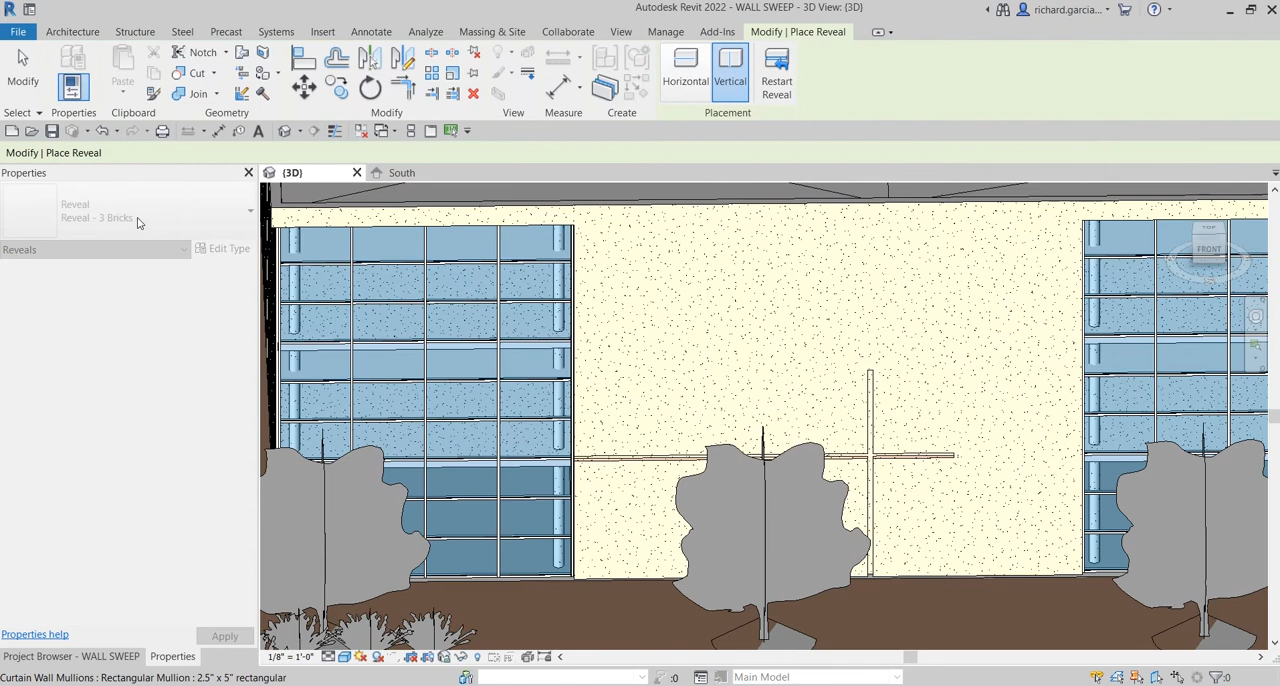 Autodesk Revit 2022 - WALL SWEEP - 3D View: {3D}
richard.garcia...
File Architecture Structure Steel Precast Systems Insert Annotate Analyze Massing & Site Collaborate View Manage Add-Ins Modify | Place Reveal
Modify
Paste
Notch
Cut
Join
Horizontal
Vertical
Restart
Reveal
Select Properties Clipboard Geometry Modify View Measure Create Placement
Modify | Place Reveal
Properties
{3D}
South
Reveal
Reveal - 3 Bricks
Reveals
Edit Type
TOP
FRONT
Properties help
Apply
Project Browser - WALL SWEEP
Properties
1/8" = 1'-0"
Curtain Wall Mullions : Rectangular Mullion : 2.5" x 5" rectangular
:0
Main Model
:0